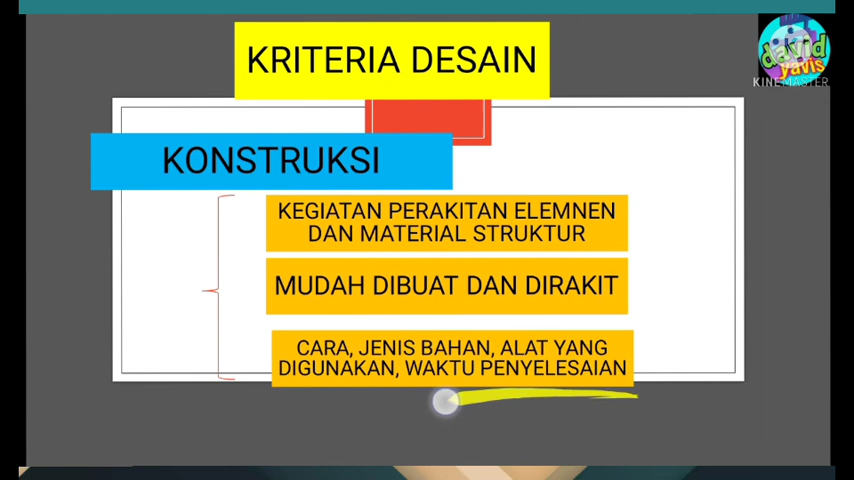 KRITERIA DESAIN
david
yavis
KINEMASTER
KONSTRUKSI
KEGIATAN PERAKITAN ELEMNEN
DAN MATERIAL STRUKTUR
MUDAH DIBUAT DAN DIRAKIT
CARA, JENIS BAHAN, ALAT YANG
DIGUNAKAN, WAKTU PENYELESAIAN